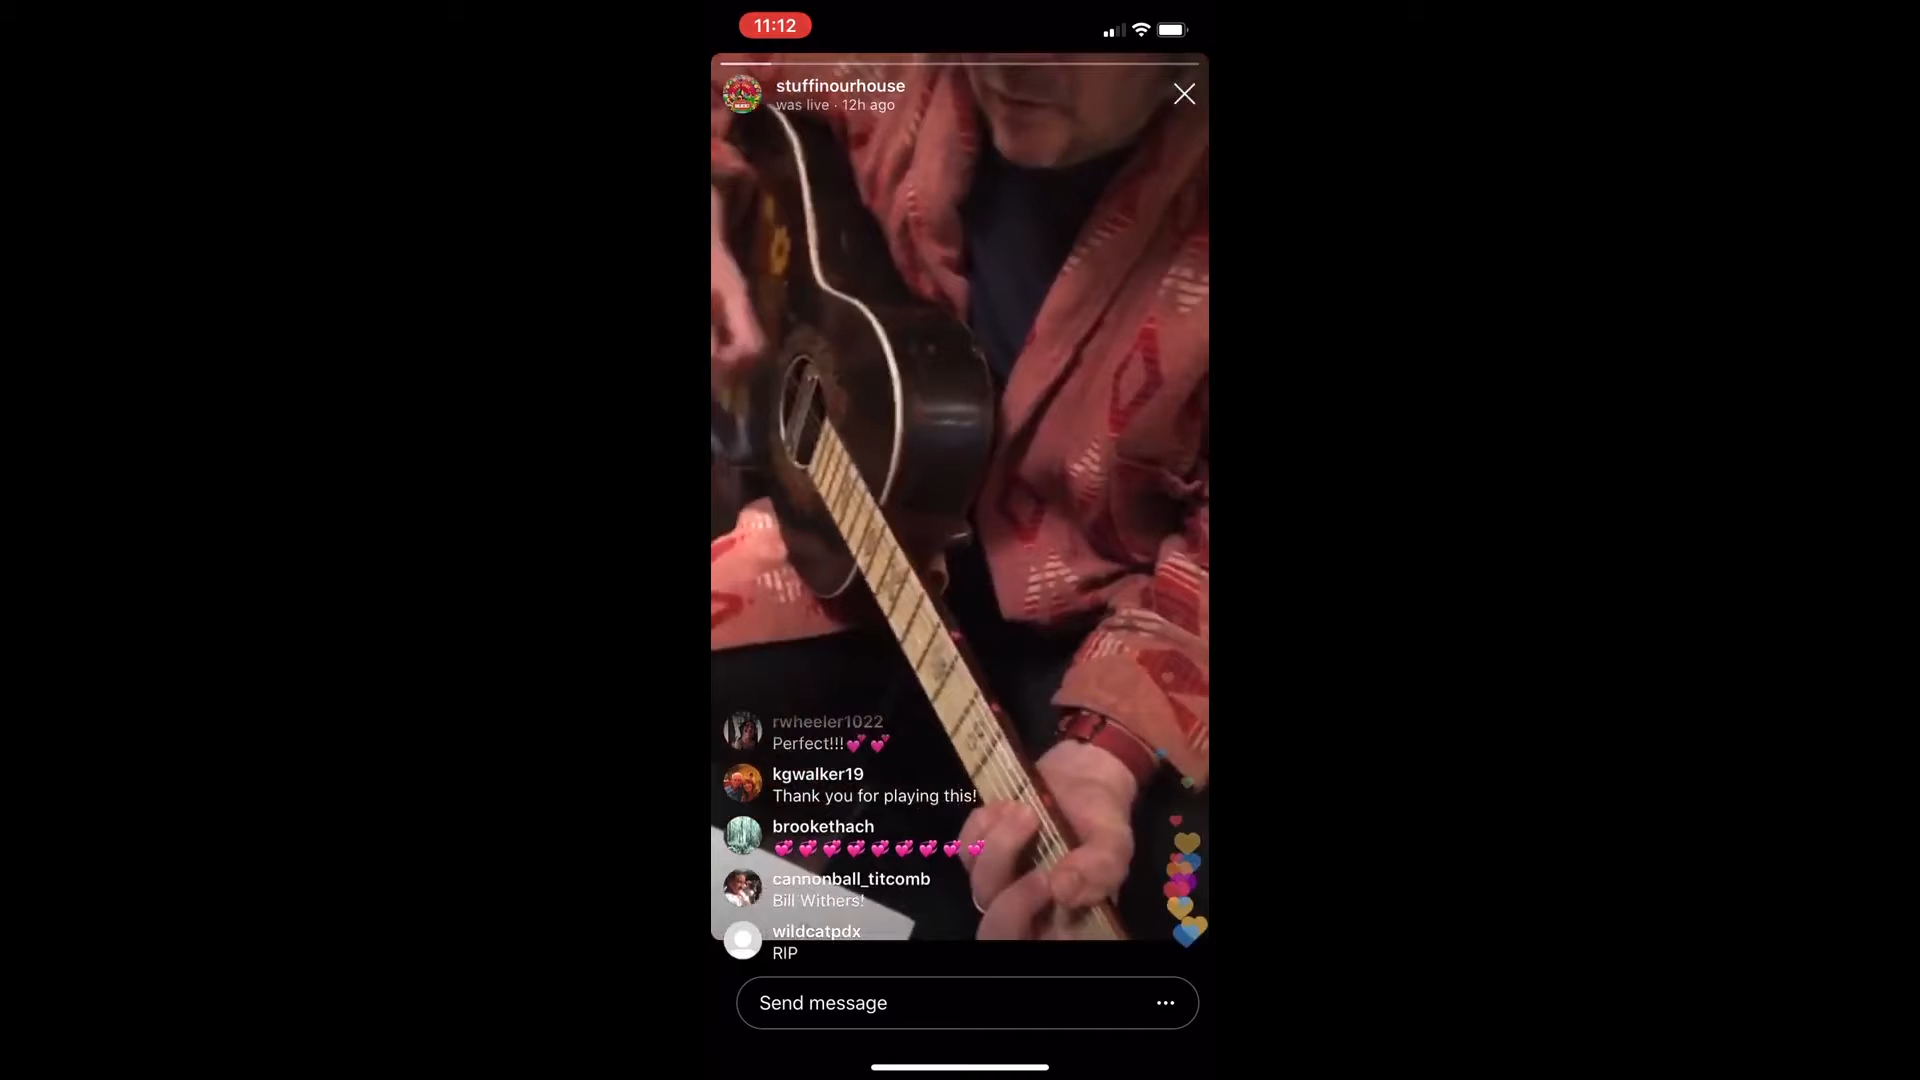 11:12
stuffinourhouse
was live · 12h ago
rwheeler1022
Perfect!!!💕 💕
kgwalker19
Thank you for playing this!
brookethach
💞 💞 💞 💞 💞 💞 💞 💞 💞
cannonball_titcomb
Bill Withers!
wildcatpdx
RIP
Send message